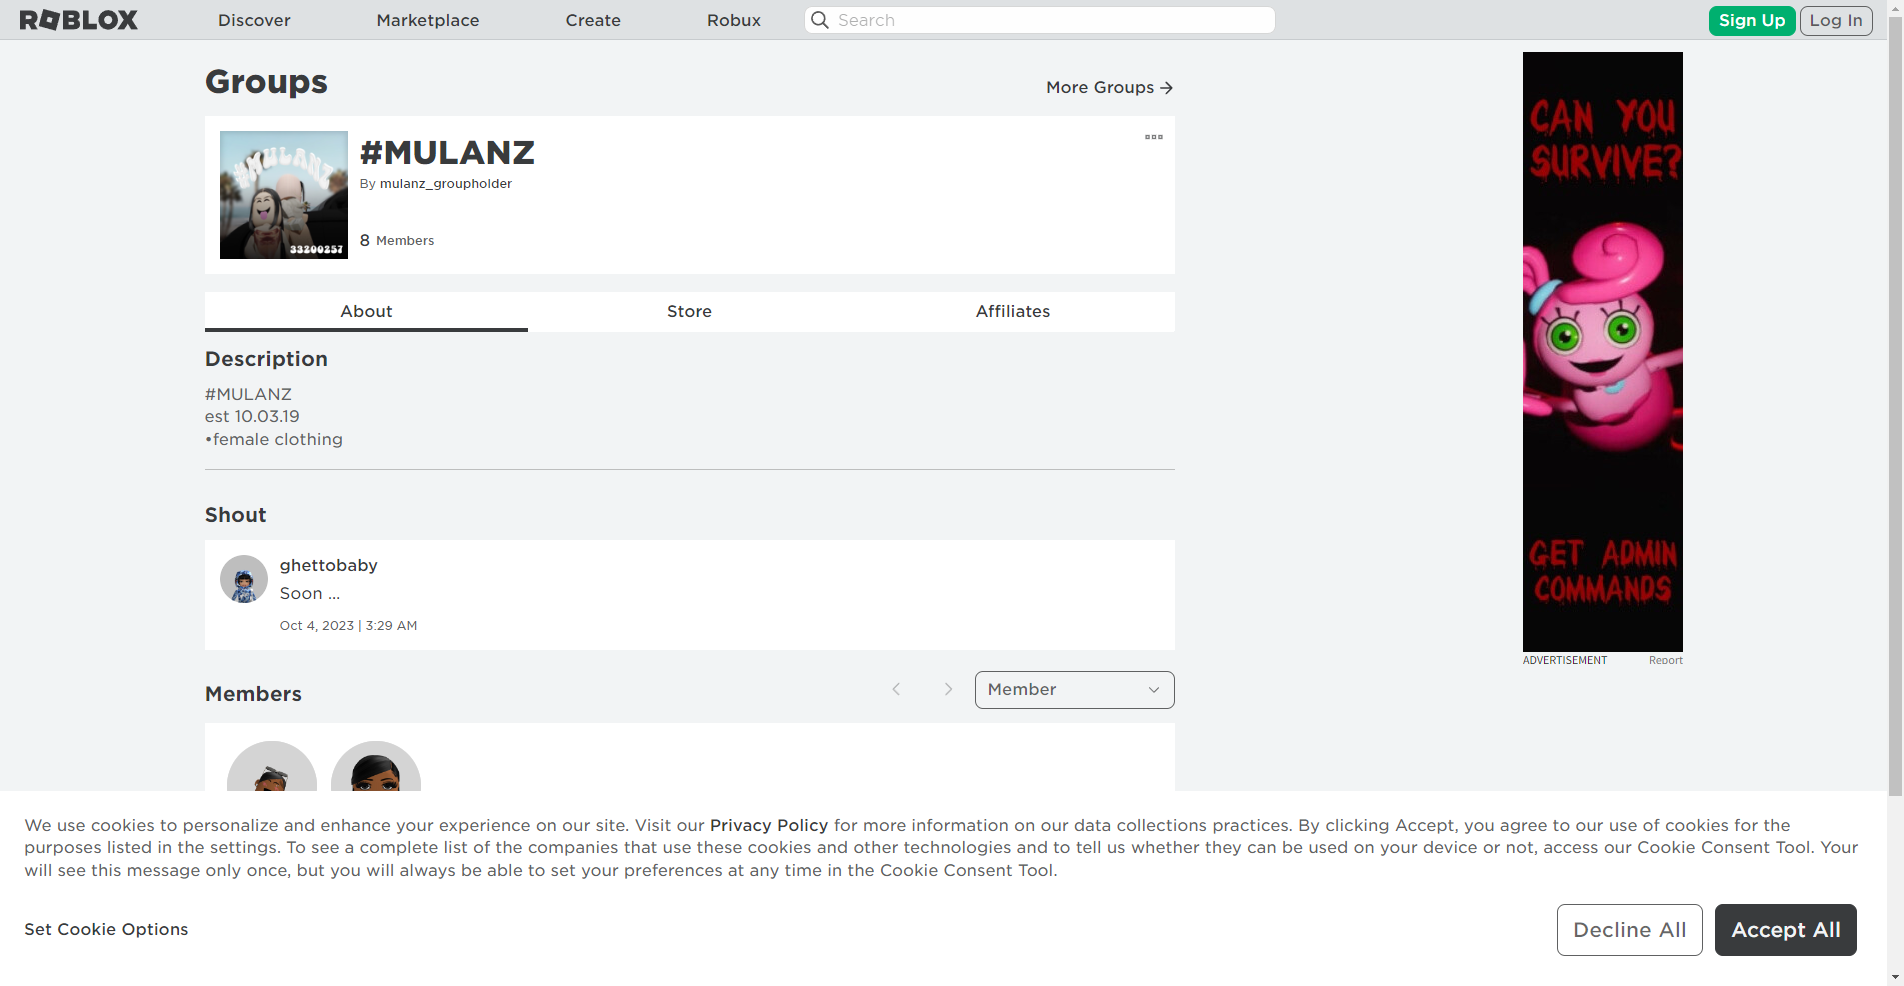 ROBLOX
Discover
Marketplace
Create
Robux
Search
Sign Up
Log In
Groups
More Groups →
#MULANZ
33200257
#MULANZ
By mulanz_groupholder
8 Members
About
Store
Affiliates
Description
#MULANZ
est 10.03.19
•female clothing
Shout
ghettobaby
Soon ...
Oct 4, 2023 | 3:29 AM
Members
Member
CAN YOU
SURVIVE?
GET ADMIN
COMMANDS
ADVERTISEMENT
Report
We use cookies to personalize and enhance your experience on our site. Visit our Privacy Policy for more information on our data collections practices. By clicking Accept, you agree to our use of cookies for the
purposes listed in the settings. To see a complete list of the companies that use these cookies and other technologies and to tell us whether they can be used on your device or not, access our Cookie Consent Tool. Your
will see this message only once, but you will always be able to set your preferences at any time in the Cookie Consent Tool.
Set Cookie Options
Decline All
Accept All